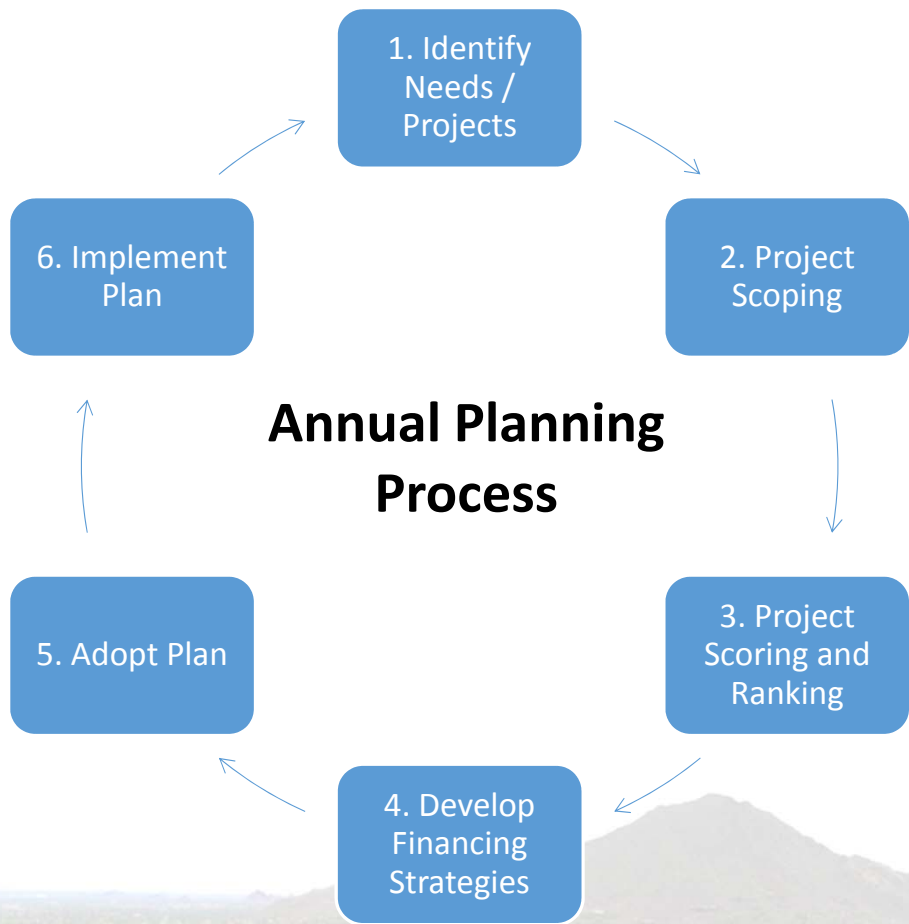 1. Identify
Needs /
Projects
2. Project
Scoping
3. Project
Scoring and
Ranking
4. Develop
Financing
Strategies
5. Adopt Plan
6. Implement
Plan
Annual Planning
Process